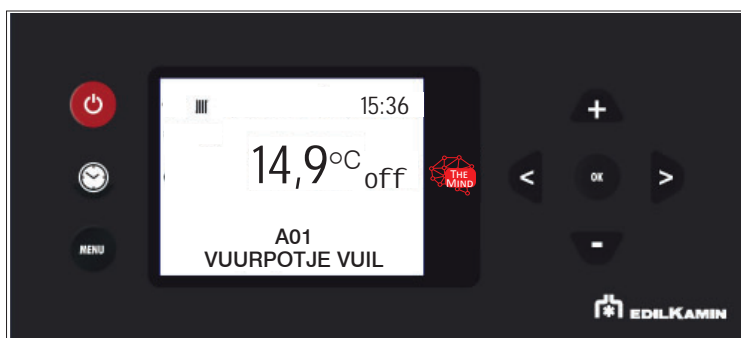 15:36
14,9°C off
THE MIND
A01
VUURPOTJE VUIL
MENU
+
< OK >
-
EDILKAMIN